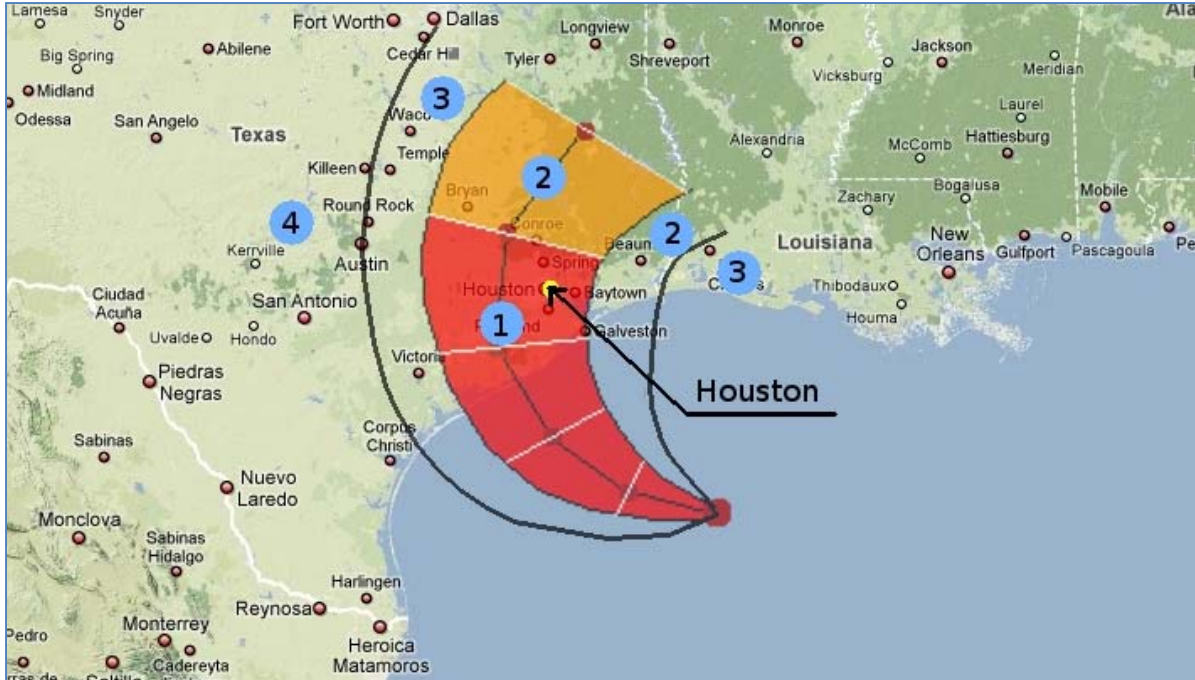 Lamesa
Snyder
Fort Worth
Dallas
Longview
Monroe
Ala
Big Spring
Abilene
Cedar Hill
Tyler
Shreveport
Jackson
Vicksburg
Meridian
Midland
Odessa
San Angelo
Texas
3
Waco
Laurel
Hattiesburg
Alexandria
McComb
Killeen
Temple
2
Bryan
Zachary
Bogalusa
Mobile
Round Rock
4
Kerrville
Conroe
Beaum
2
Louisiana
New
Orleans
Gulfport
Pascagoula
Pe
Austin
Spring
3
Ciudad
Acuña
San Antonio
Houston
Baytown
Thibodaux
Houma
Uvalde
Hondo
1
Galveston
Victoria
Piedras
Negras
Houston
Corpus
Christi
Sabinas
Nuevo
Laredo
Monclova
Sabinas
Hidalgo
Harlingen
Reynosa
Pedro
Monterrey
Cadereyta
Heroica
Matamoros
Saltillo